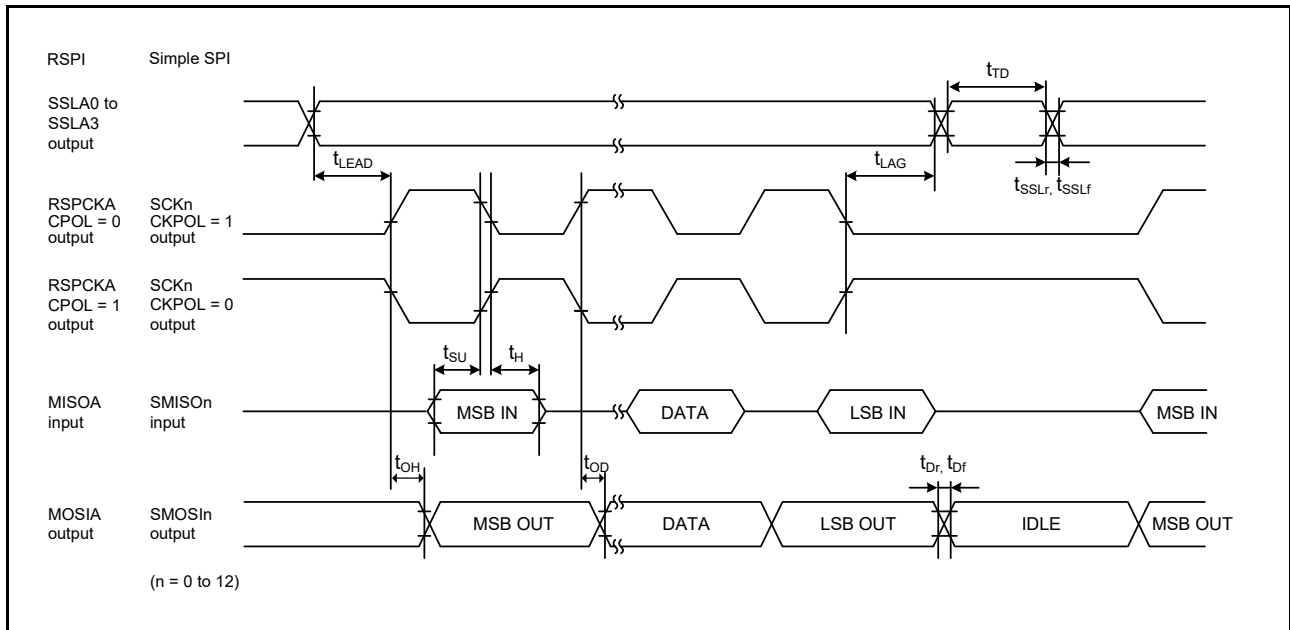 RSPI Simple SPI
tTD
SSLA0 to
SSLA3
output
tLEAD tLAG
tSSLr, tSSLf
RSPCKA SCKn
CPOL = 0 CKPOL = 1
output output
RSPCKA SCKn
CPOL = 1 CKPOL = 0
output output
tSU tH
MISOA SMISOn MSB IN DATA LSB IN MSB IN
input input
tOH tOD tDr, tDf
MOSIA SMOSIn MSB OUT DATA LSB OUT IDLE MSB OUT
output output
(n = 0 to 12)